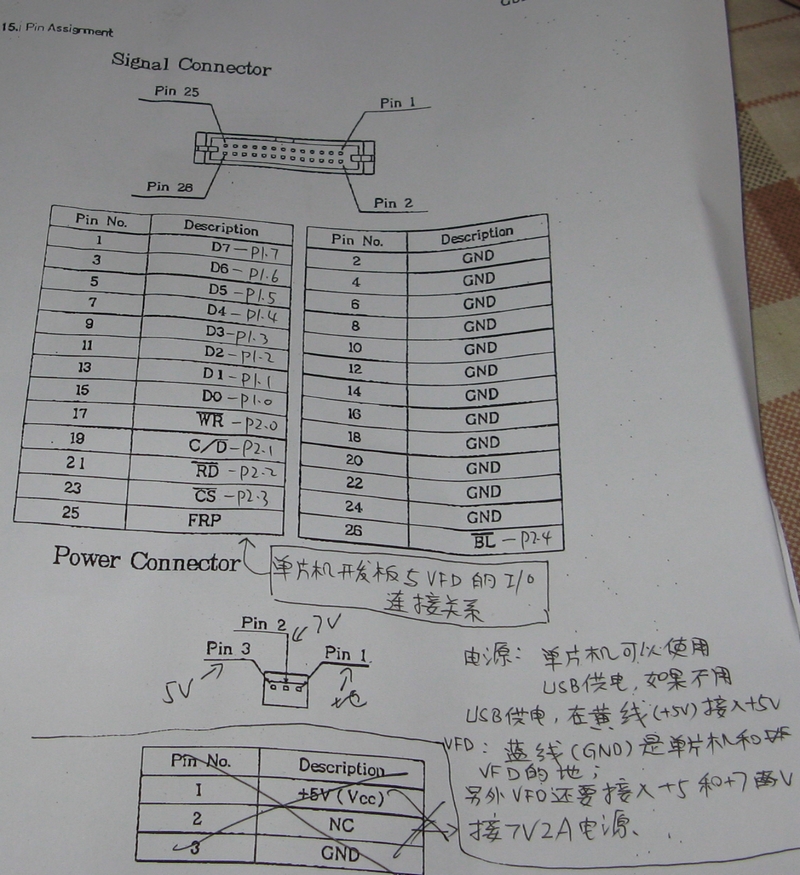 15.1 Pin Assignment
Signal Connector
Pin 25
Pin 1
Pin 26
Pin 2
Pin No. Description
1 D7—P1.7
3 D6—P1.6
5 D5—P1.5
7 D4—P1.4
9 D3—P1.3
11 D2—P1.2
13 D1—P1.1
15 D0—P1.0
17 WR—P2.0
19 C/D—P2.1
21 RD—P2.2
23 CS—P2.3
25 FRP
Pin No. Description
2 GND
4 GND
6 GND
8 GND
10 GND
12 GND
14 GND
16 GND
18 GND
20 GND
22 GND
24 GND
26 BL—P2.4
Power Connector
单片机开发板与VFD的I/O
连接关系
Pin 2 7V
Pin 3
Pin 1
5V
地
电源: 单片机可以使用
USB供电,如果不用
USB供电,在黄线(+5V)接入+5V
VFD: 蓝线(GND)是单片机和
VFD的地;
另外VFD还要接入+5和+7两V
接7V2A电源.
Pin No. Description
1 +5V(Vcc)
2 NC
3 GND